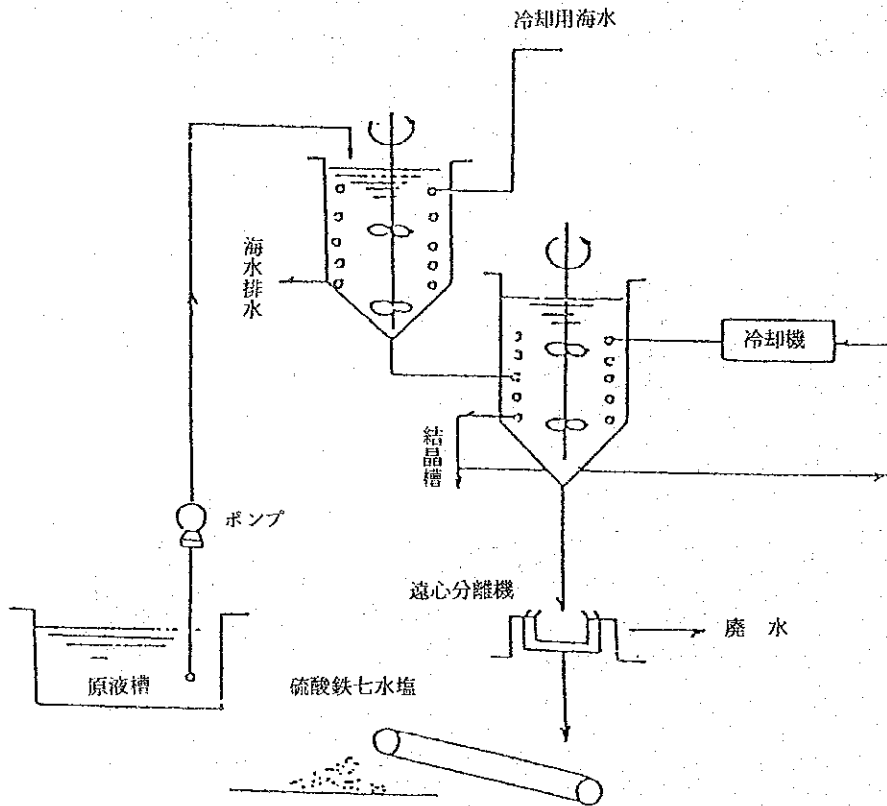 冷却用海水
海水排水
冷却機
結晶槽
ポンプ
遠心分離機
廃 水
原液槽
硫酸鉄七水塩